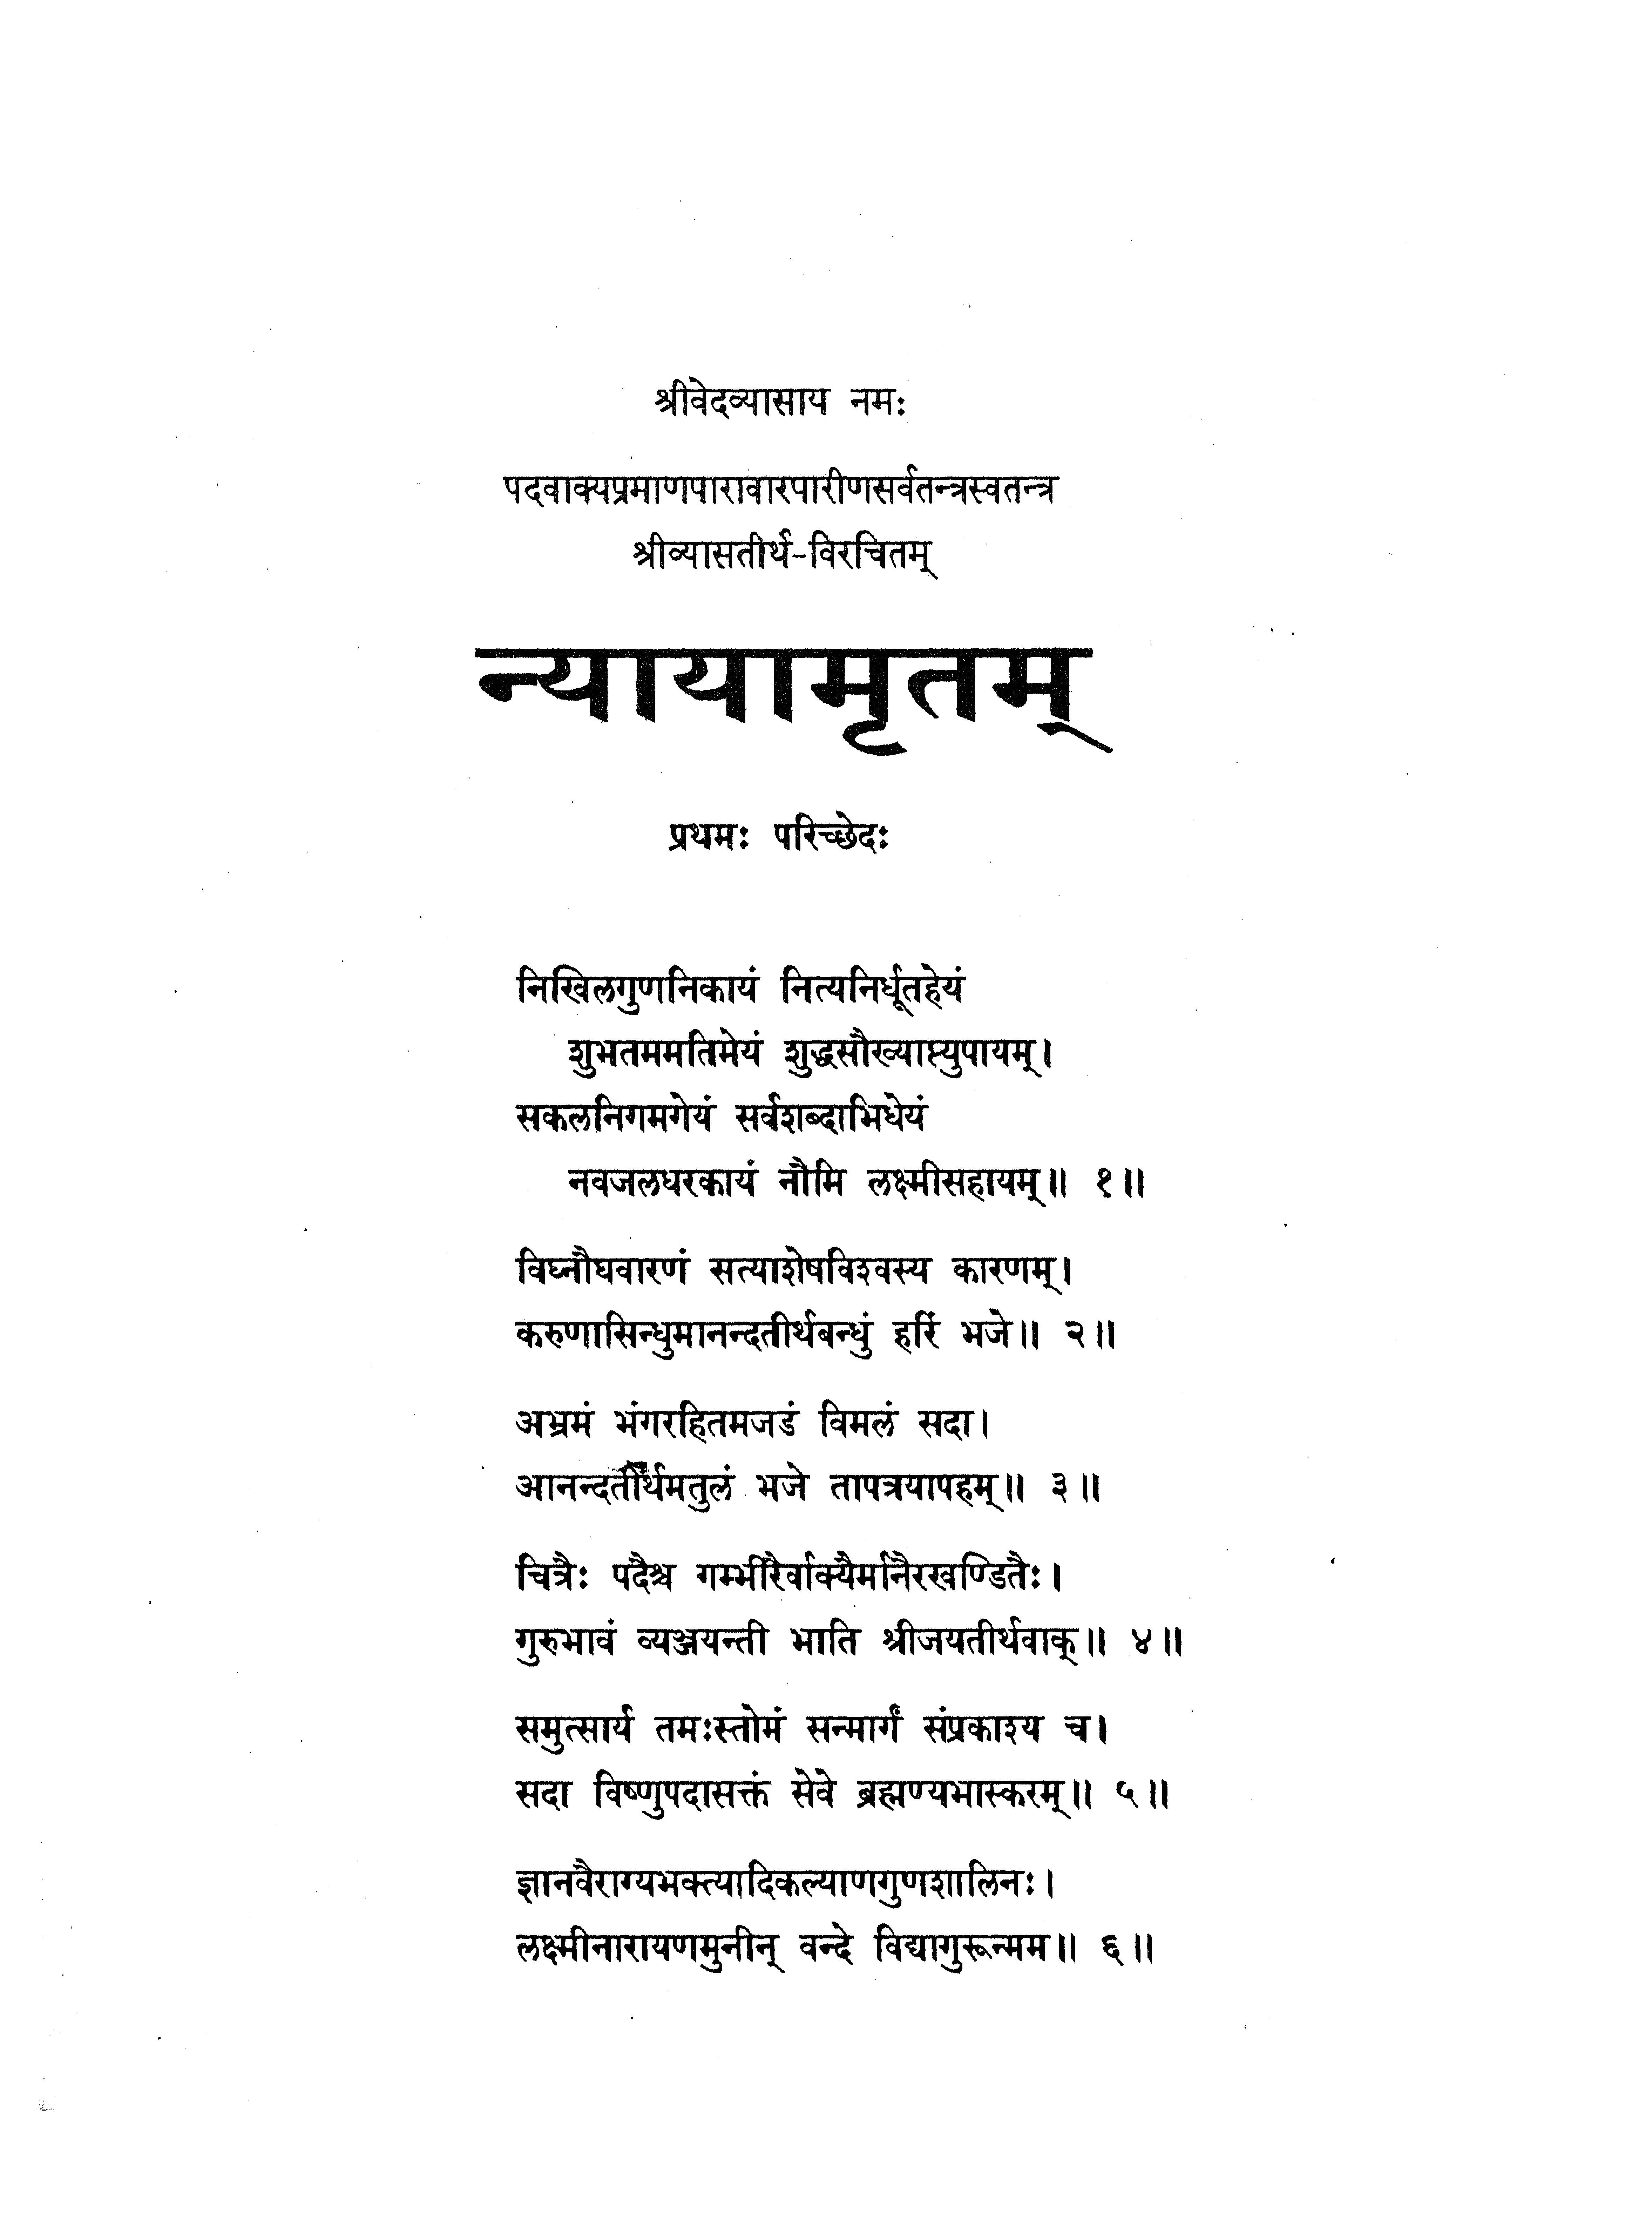 श्रीवेदव्यासाय नमः
पदवाक्यप्रमाणपारावारपारीणसर्वतन्त्रस्वतन्त्र
श्रीव्यासतीर्थ-विरचितम्
न्यायामृतम्
प्रथमः परिच्छेदः
निखिलगुणनिकायं नित्यनिर्धूतहेयं
शुभतममतिमेयं शुद्धसौख्याप्त्युपायम्।
सकलनिगमगेयं सर्वशब्दाभिधेयं
नवजलधरकायं नौमि लक्ष्मीसहायम्॥ १॥
विघ्नौघवारणं सत्याशेषविश्वस्य कारणम्।
करुणासिन्धुमानन्दतीर्थबन्धुं हरिं भजे॥ २॥
अभ्रमं भंगरहितमजडं विमलं सदा।
आनन्दतीर्थमतुलं भजे तापत्रयापहम्॥ ३॥
चित्रैः पदैश्च गम्भीरैर्वाक्यैर्मानैरखण्डितैः।
गुरुभावं व्यञ्जयन्ती भाति श्रीजयतीर्थवाक्॥ ४॥
समुत्सार्य तमःस्तोमं सन्मार्गं संप्रकाश्य च।
सदा विष्णुपदासक्तं सेवे ब्रह्मण्यभास्करम्॥ ५॥
ज्ञानवैराग्यभक्त्यादिकल्याणगुणशालिनः।
लक्ष्मीनारायणमुनीन् वन्दे विद्यागुरून्मम॥ ६॥